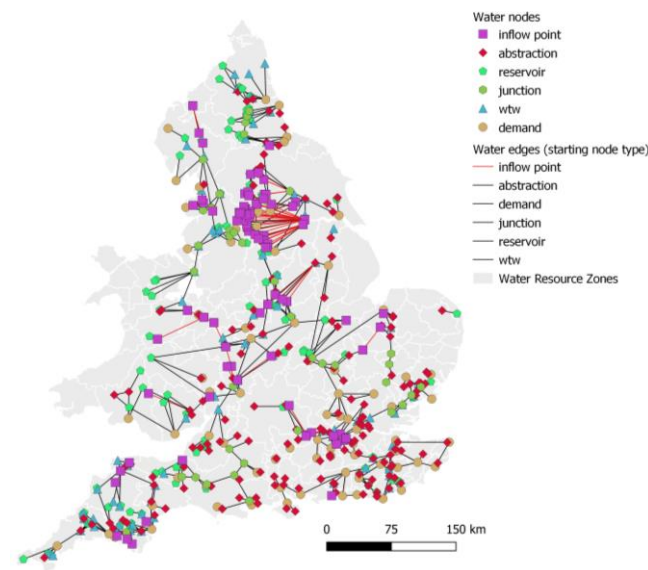 Water nodes
inflow point
abstraction
reservoir
junction
wtw
demand
Water edges (starting node type)
inflow point
abstraction
demand
junction
reservoir
wtw
Water Resource Zones
0 75 150 km